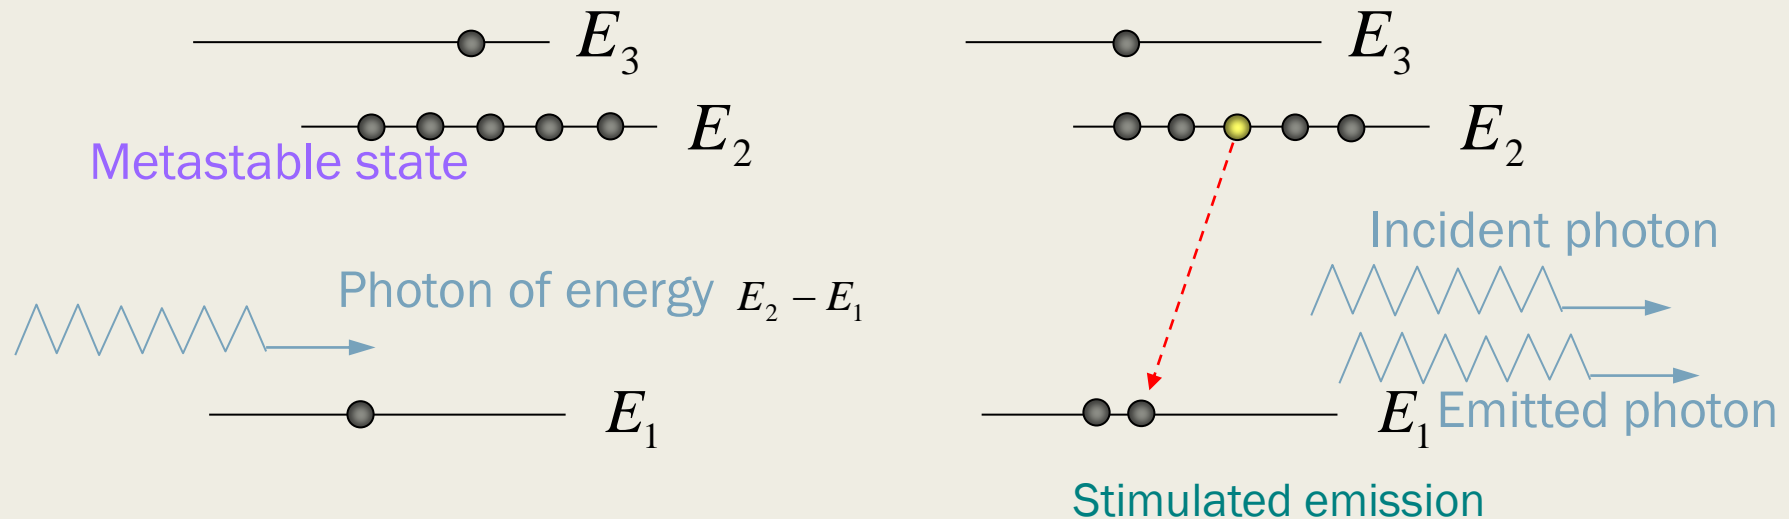 E₃
E₂
Metastable state
Photon of energy E₂ − E₁
E₁
E₃
E₂
Incident photon
E₁
Emitted photon
Stimulated emission